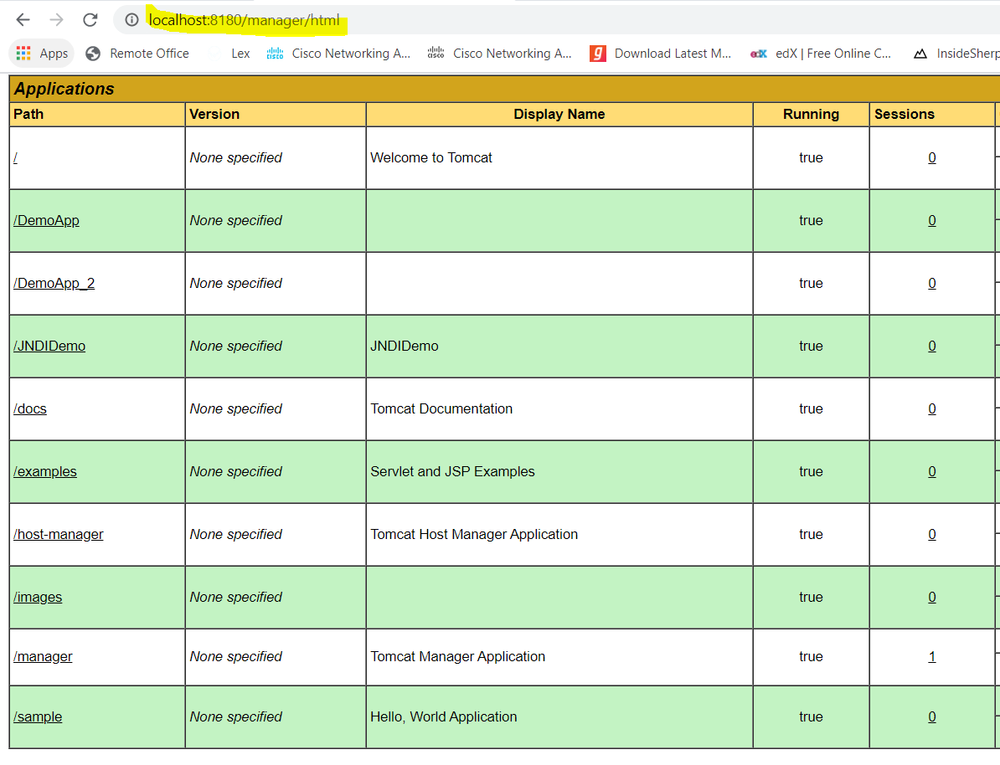 localhost:8180/manager/html
Apps Remote Office Lex cisco Cisco Networking A... cisco Cisco Networking A... g Download Latest M... edX edX | Free Online C... InsideSherp
Applications
Path Version Display Name Running Sessions
/ None specified Welcome to Tomcat true 0
/DemoApp None specified true 0
/DemoApp_2 None specified true 0
/JNDIDemo None specified JNDIDemo true 0
/docs None specified Tomcat Documentation true 0
/examples None specified Servlet and JSP Examples true 0
/host-manager None specified Tomcat Host Manager Application true 0
/images None specified true 0
/manager None specified Tomcat Manager Application true 1
/sample None specified Hello, World Application true 0